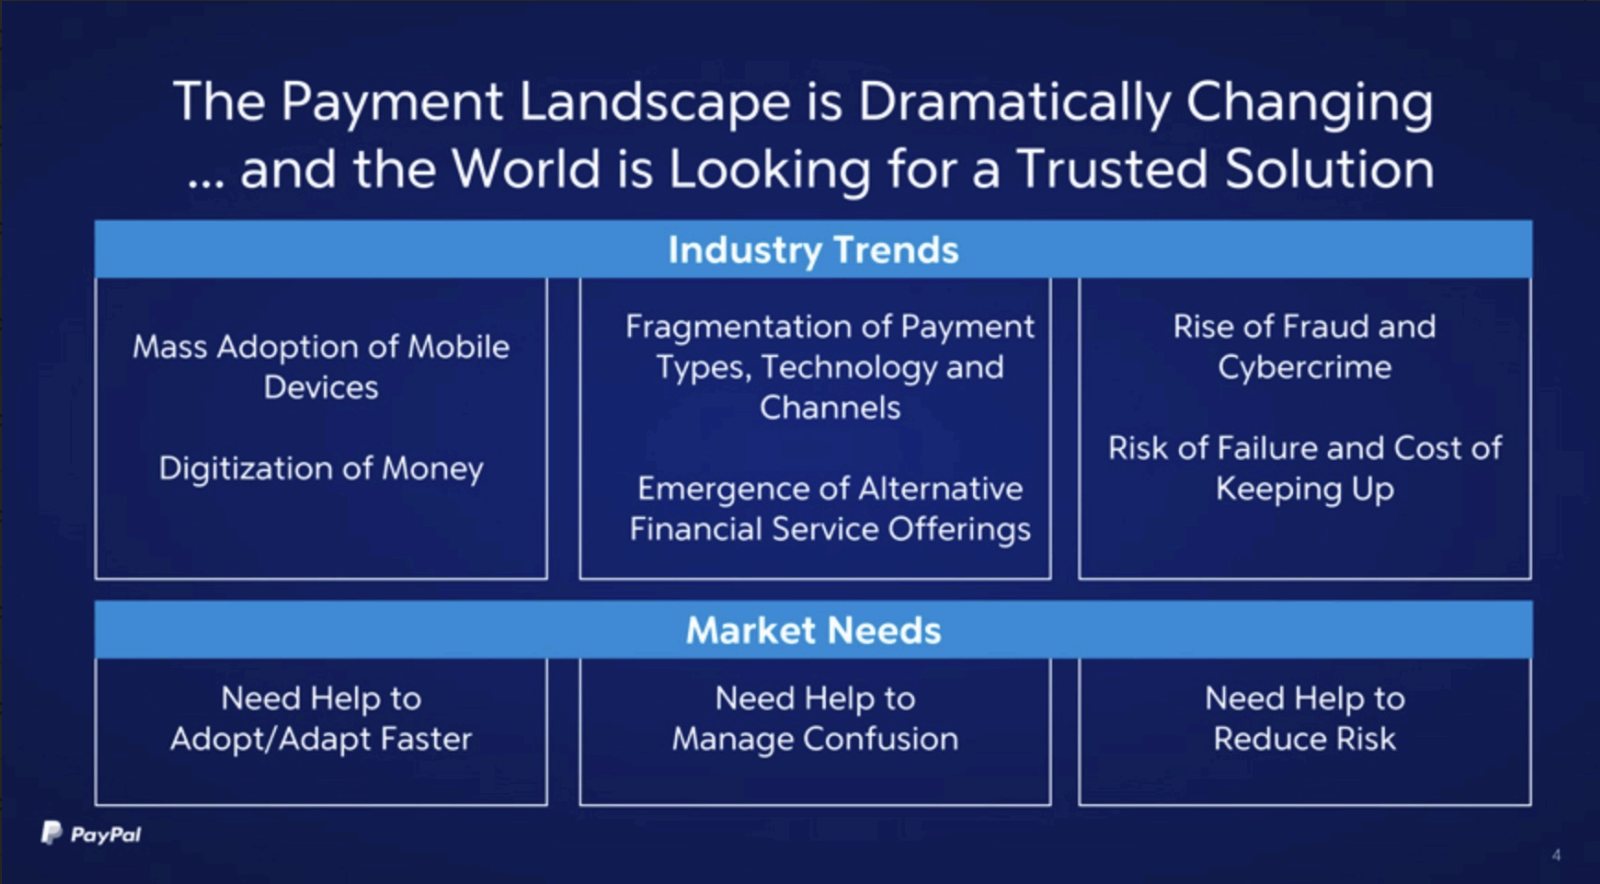 The Payment Landscape is Dramatically Changing
... and the World is Looking for a Trusted Solution
Industry Trends
Mass Adoption of Mobile
Devices
Digitization of Money
Fragmentation of Payment
Types, Technology and
Channels
Emergence of Alternative
Financial Service Offerings
Rise of Fraud and
Cybercrime
Risk of Failure and Cost of
Keeping Up
Market Needs
Need Help to
Adopt/Adapt Faster
Need Help to
Manage Confusion
Need Help to
Reduce Risk
PayPal
4